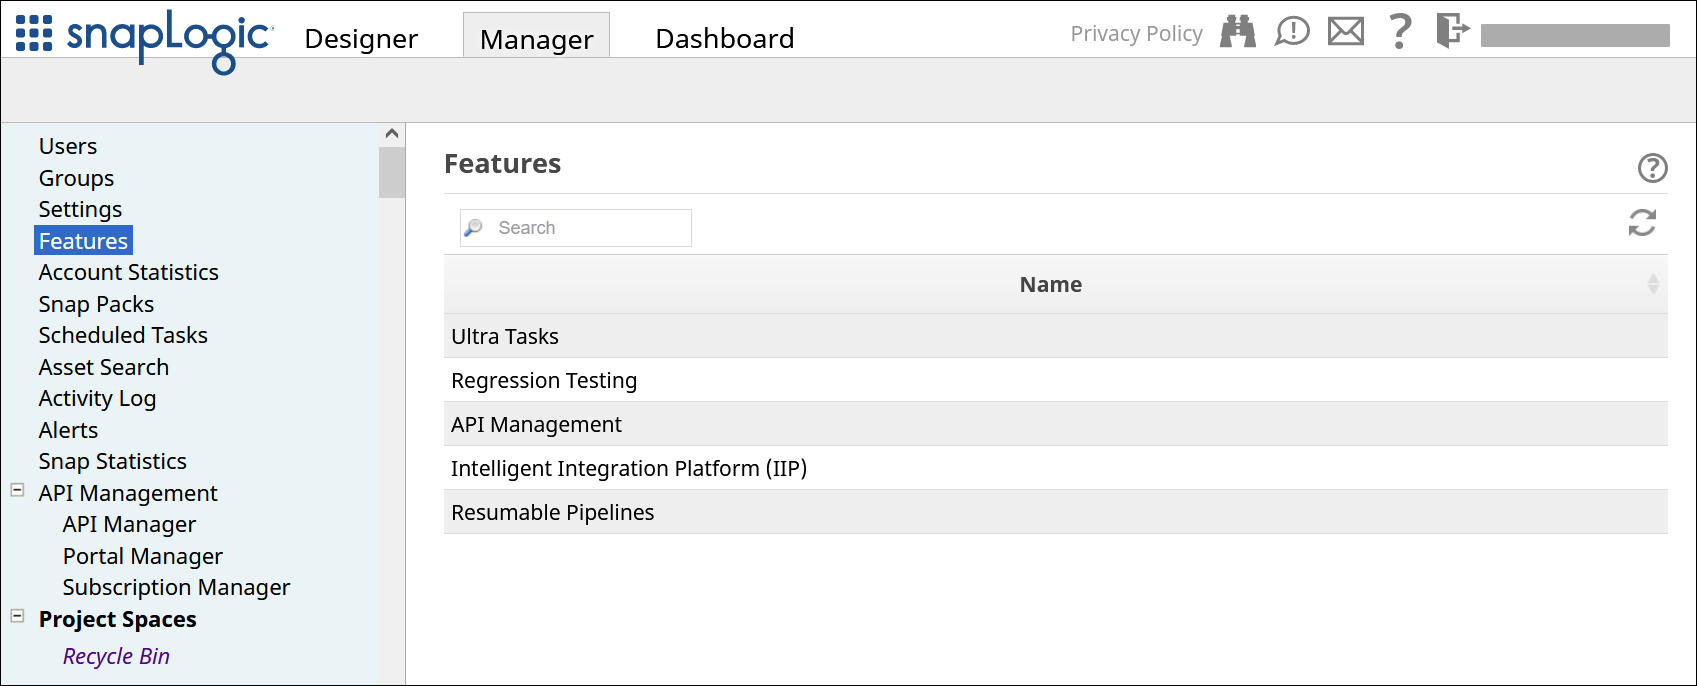 snapLogic
Designer
Manager
Dashboard
Privacy Policy
Users
Groups
Settings
Features
Account Statistics
Snap Packs
Scheduled Tasks
Asset Search
Activity Log
Alerts
Snap Statistics
API Management
API Manager
Portal Manager
Subscription Manager
Project Spaces
Recycle Bin
Features
Search
Name
Ultra Tasks
Regression Testing
API Management
Intelligent Integration Platform (IIP)
Resumable Pipelines